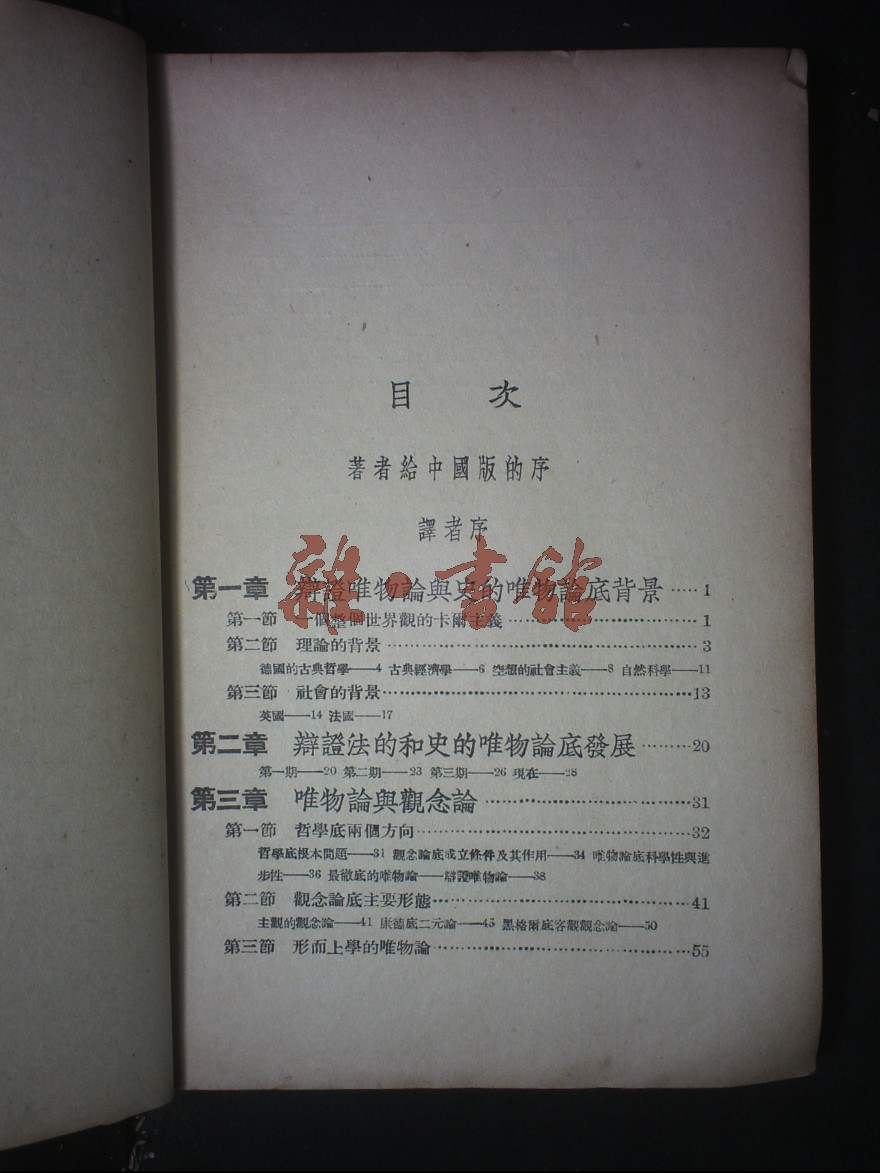 目 次
著者給中國版的序
譯者序
第一章 辯證唯物論與史的唯物論底背景 ……1
第一節 一個整個世界觀的卡爾主義……………………1
第二節 理論的背景……………………………………3
德國的古典哲學——4 古典經濟學——6 空想的社會主義——8 自然科學——11
第三節 社會的背景……………………………………13
英國——14 法國——17
第二章 辯證法的和史的唯物論底發展………20
第一期——20 第二期——23 第三期——26 現在——28
第三章 唯物論與觀念論……………………………31
第一節 哲學底兩個方向………………………………32
哲學底根本問題——31 觀念論底成立條件及其作用——34 唯物論底科學性與進
步性——36 最徹底的唯物論——辯證唯物論——38
第二節 觀念論底主要形態……………………………41
主觀的觀念論——41 康德底二元論——45 黑格爾底客觀觀念論——50
第三節 形而上學的唯物論……………………………55
雜·書館